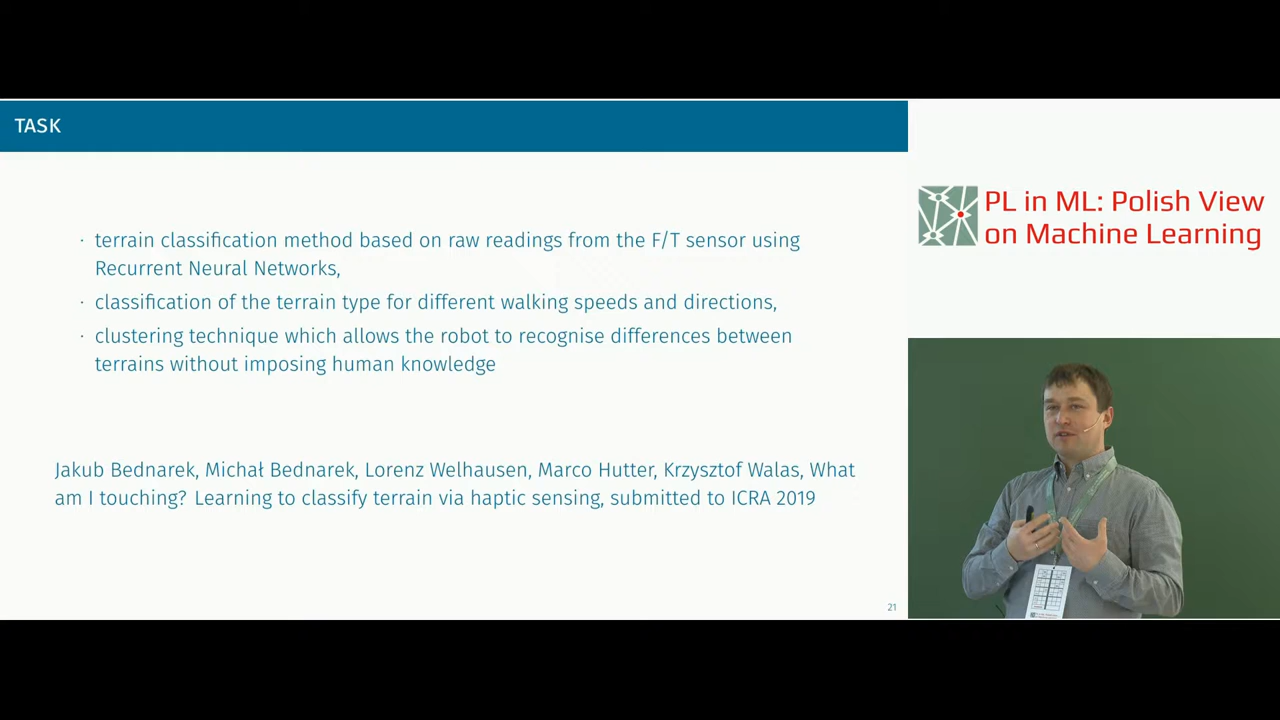 TASK
· terrain classification method based on raw readings from the F/T sensor using
Recurrent Neural Networks,
· classification of the terrain type for different walking speeds and directions,
· clustering technique which allows the robot to recognise differences between
terrains without imposing human knowledge
Jakub Bednarek, Michał Bednarek, Lorenz Welhausen, Marco Hutter, Krzysztof Walas, What
am I touching? Learning to classify terrain via haptic sensing, submitted to ICRA 2019
21
PL in ML: Polish View
on Machine Learning